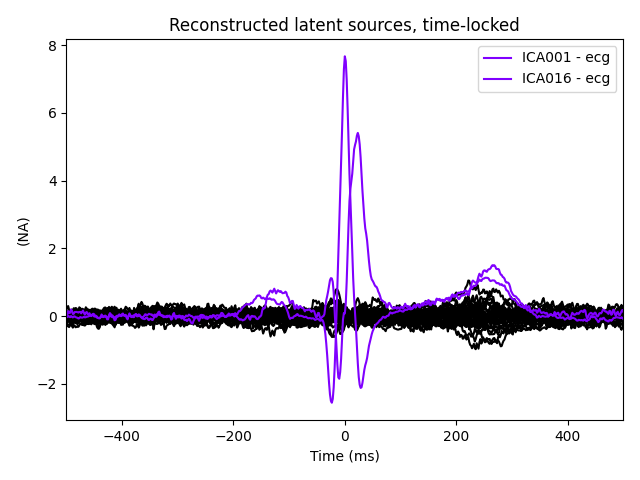 Reconstructed latent sources, time-locked
ICA001 - ecg
ICA016 - ecg
8
6
4
2
0
−2
(NA)
−400
−200
0
200
400
Time (ms)